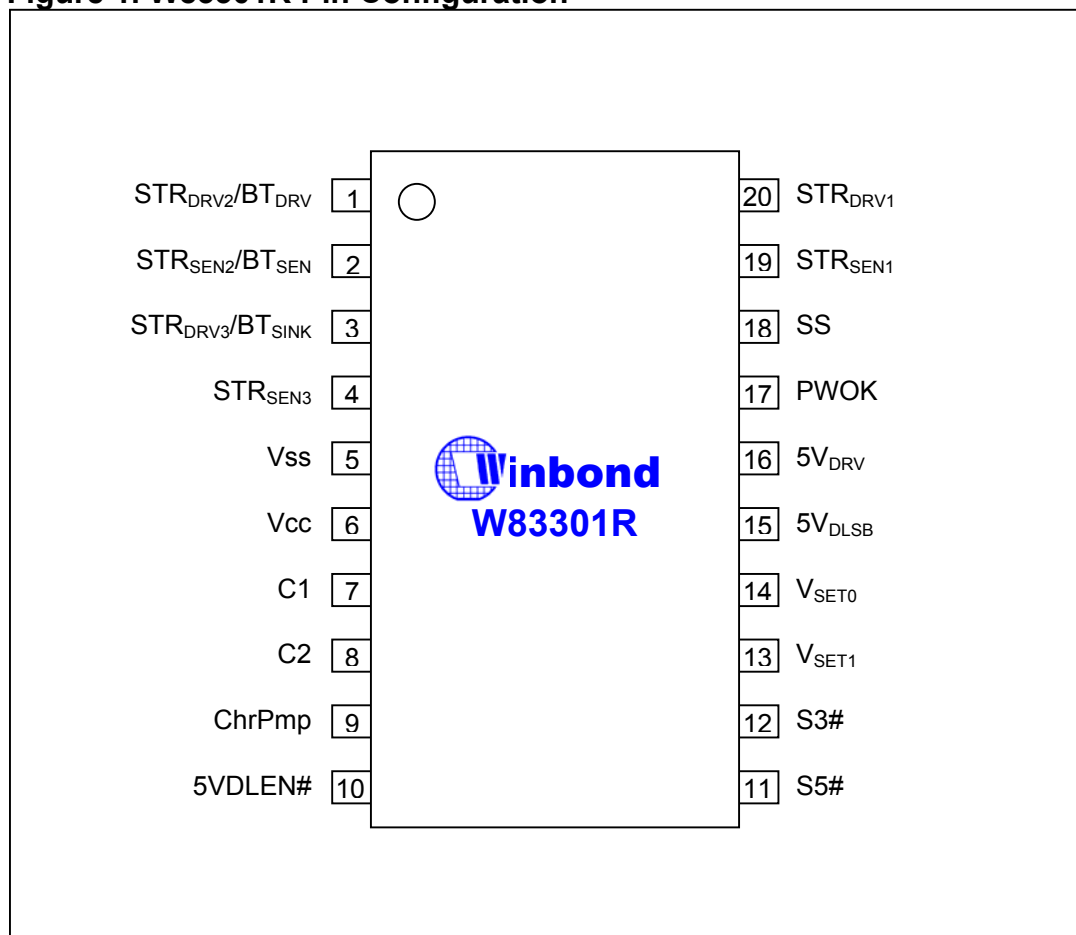 STRDRV2/BTDRV 1
STRSEN2/BTSEN 2
STRDRV3/BTSINK 3
STRSEN3 4
Vss 5
Vcc 6
C1 7
C2 8
ChrPmp 9
5VDLEN# 10
Winbond
W83301R
20 STRDRV1
19 STRSEN1
18 SS
17 PWOK
16 5VDRV
15 5VDLSB
14 VSET0
13 VSET1
12 S3#
11 S5#